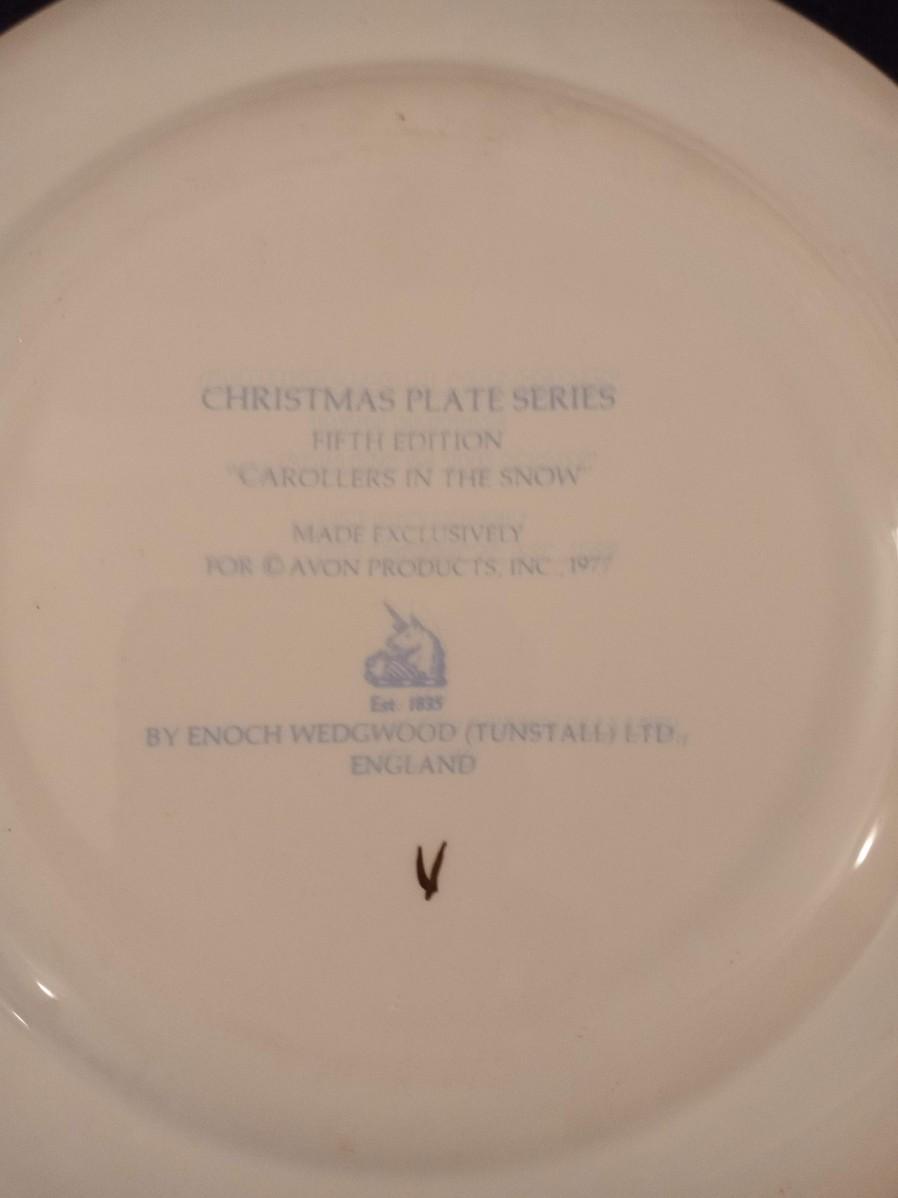 CHRISTMAS PLATE SERIES
FIFTH EDITION
"CAROLLERS IN THE SNOW"
MADE EXCLUSIVELY
FOR © AVON PRODUCTS, INC., 1977
Est 1835
BY ENOCH WEDGWOOD (TUNSTALL) LTD.,
ENGLAND
V